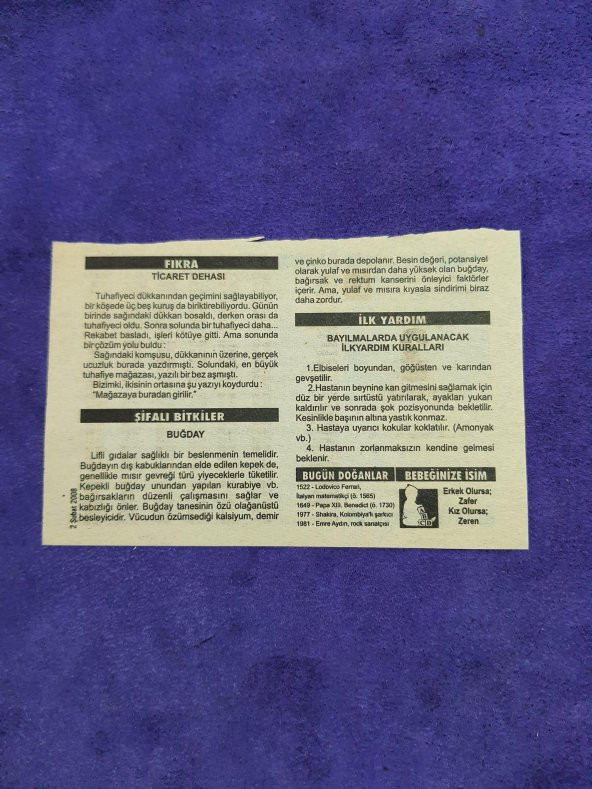 FIKRA
TİCARET DEHASI
Tuhafiyeci dükkanından geçimini sağlayabiliyor,
bir köşede üç beş kuruş da biriktirebiliyordu. Günün
birinde sağındaki dükkan bosaldı, derken orası da
tuhafiyeci oldu. Sonra solunda bir tuhafiyeci daha...
Rekabet basladı, işleri kötüye gitti. Ama sonunda
bir çözüm yolu buldu :
Sağındaki komşusu, dükkanının üzerine, gerçek
ucuzluk burada yazdırmıştı. Solundaki, en büyük
tuhafiye mağazası, yazılı bir bez aşmıştı.
Bizimki, ikisinin ortasına şu yazıyı koydurdu :
“Mağazaya buradan girilir.”
ŞİFALI BİTKİLER
BUĞDAY
Lifli gıdalar sağlıklı bir beslenmenin temelidir.
Buğdayın dış kabuklarından elde edilen kepek de,
genellikle mısır gevreği türü yiyeceklerle tüketilir.
Kepekli buğday unundan yapılan kurabiye vb.
bağırsakların düzenli çalışmasını sağlar ve
kabızlığı önler. Buğday tanesinin özü olağanüstü
besleyicidir. Vücudun özümsediği kalsiyum, demir
2 Şubat 2008
ve çinko burada depolanır. Besin değeri, potansiyel
olarak yulaf ve mısırdan daha yüksek olan buğday,
bağırsak ve rektum kanserini önleyici faktörler
içerir. Ama, yulaf ve mısıra kıyasla sindirimi biraz
daha zordur.
İLK YARDIM
BAYILMALARDA UYGULANACAK
İLKYARDIM KURALLARI
1.Elbiseleri boyundan, göğüsten ve karından
gevşetilir.
2.Hastanın beynine kan gitmesini sağlamak için
düz bir yerde sırtüstü yatırılarak, ayakları yukarı
kaldırılır ve sonra şok pozisyonunda bekletilir.
Kesinlikle başının altına yastık konmaz.
3. Hastaya uyarıcı kokular koklatılır. (Amonyak
vb.)
4. Hastanın zorlanmaksızın kendine gelmesi
beklenir.
BUGÜN DOĞANLAR
1522 - Lodovico Ferrari,
İtalyan matematikçi (ö. 1565)
1649 - Papa XIII. Benedict (ö. 1730)
1977 - Shakira, Kolombiya'lı şarkıcı
1981 - Emre Aydın, rock sanatçısı
BEBEĞİNİZE İSİM
Erkek Olursa;
Zafer
Kız Olursa;
Zeren